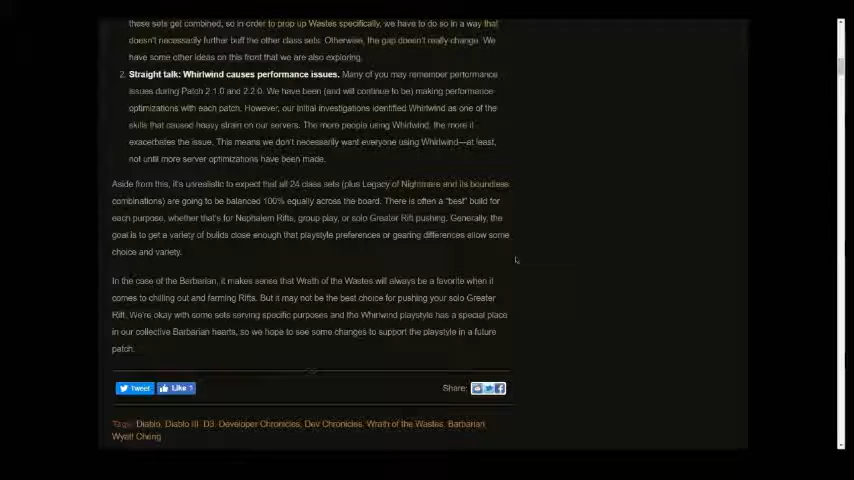 these sets get combined, so in order to prop up Wastes specifically, we have to do so in a way that
doesn't necessarily further buff the other class sets. Otherwise, the gap doesn't really change. We
have some other ideas on this front that we are also exploring.
2. Straight talk: Whirlwind causes performance issues. Many of you may remember performance
issues during Patch 2.1.0 and 2.2.0. We have been (and will continue to be) making performance
optimizations with each patch. However, our initial investigations identified Whirlwind as one of the
skills that caused heavy strain on our servers. The more people using Whirlwind, the more it
exacerbates the issue. This means we don't necessarily want everyone using Whirlwind—at least,
not until more server optimizations have been made.
Aside from this, it's unrealistic to expect that all 24 class sets (plus Legacy of Nightmare and its boundless
combinations) are going to be balanced 100% equally across the board. There is often a "best" build for
each purpose, whether that's for Nephalem Rifts, group play, or solo Greater Rift pushing. Generally, the
goal is to get a variety of builds close enough that playstyle preferences or gearing differences allow some
choice and variety.
In the case of the Barbarian, it makes sense that Wrath of the Wastes will always be a favorite when it
comes to chilling out and farming Rifts. But it may not be the best choice for pushing your solo Greater
Rift. We're okay with some sets serving specific purposes and the Whirlwind playstyle has a special place
in our collective Barbarian hearts, so we hope to see some changes to support the playstyle in a future
patch.
Tweet Like 1 Share:
Tags: Diablo, Diablo III, D3, Developer Chronicles, Dev Chronicles, Wrath of the Wastes, Barbarian,
Wyatt Cheng